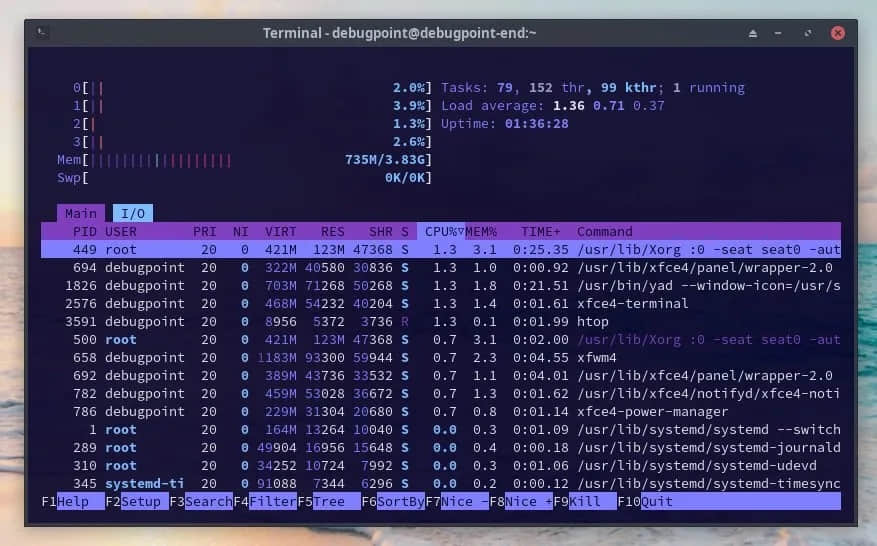 Terminal - debugpoint@debugpoint-end:~
0[|| 2.0%] Tasks: 79, 152 thr, 99 kthr; 1 running
1[|| 3.9%] Load average: 1.36 0.71 0.37
2[| 1.3%] Uptime: 01:36:28
3[|| 2.6%]
Mem[|||||||||||||||||| 735M/3.83G]
Swp[ 0K/0K]
Main I/O
PID USER PRI NI VIRT RES SHR S CPU%▽MEM% TIME+ Command
449 root 20 0 421M 123M 47368 S 1.3 3.1 0:25.35 /usr/lib/Xorg :0 -seat seat0 -aut
694 debugpoint 20 0 322M 40580 30836 S 1.3 1.0 0:00.92 /usr/lib/xfce4/panel/wrapper-2.0
1826 debugpoint 20 0 703M 71268 50268 S 1.3 1.8 0:21.51 /usr/bin/yad --window-icon=/usr/s
2576 debugpoint 20 0 468M 54232 40204 S 1.3 1.4 0:01.61 xfce4-terminal
3591 debugpoint 20 0 8956 5372 3736 R 1.3 0.1 0:01.99 htop
500 root 20 0 421M 123M 47368 S 0.7 3.1 0:02.00 /usr/lib/Xorg :0 -seat seat0 -aut
658 debugpoint 20 0 1183M 93300 59944 S 0.7 2.3 0:04.55 xfwm4
692 debugpoint 20 0 389M 43736 33532 S 0.7 1.1 0:04.01 /usr/lib/xfce4/panel/wrapper-2.0
782 debugpoint 20 0 459M 53028 36672 S 0.7 1.3 0:01.62 /usr/lib/xfce4/notifyd/xfce4-noti
786 debugpoint 20 0 229M 31304 20680 S 0.7 0.8 0:01.14 xfce4-power-manager
1 root 20 0 164M 13264 10040 S 0.0 0.3 0:01.09 /usr/lib/systemd/systemd --switch
289 root 20 0 49904 16956 15648 S 0.0 0.4 0:00.18 /usr/lib/systemd/systemd-journald
310 root 20 0 34252 10724 7992 S 0.0 0.3 0:01.06 /usr/lib/systemd/systemd-udevd
345 systemd-ti 20 0 91088 7344 6296 S 0.0 0.2 0:00.12 /usr/lib/systemd/systemd-timesync
F1Help F2Setup F3SearchF4FilterF5Tree F6SortByF7Nice -F8Nice +F9Kill F10Quit